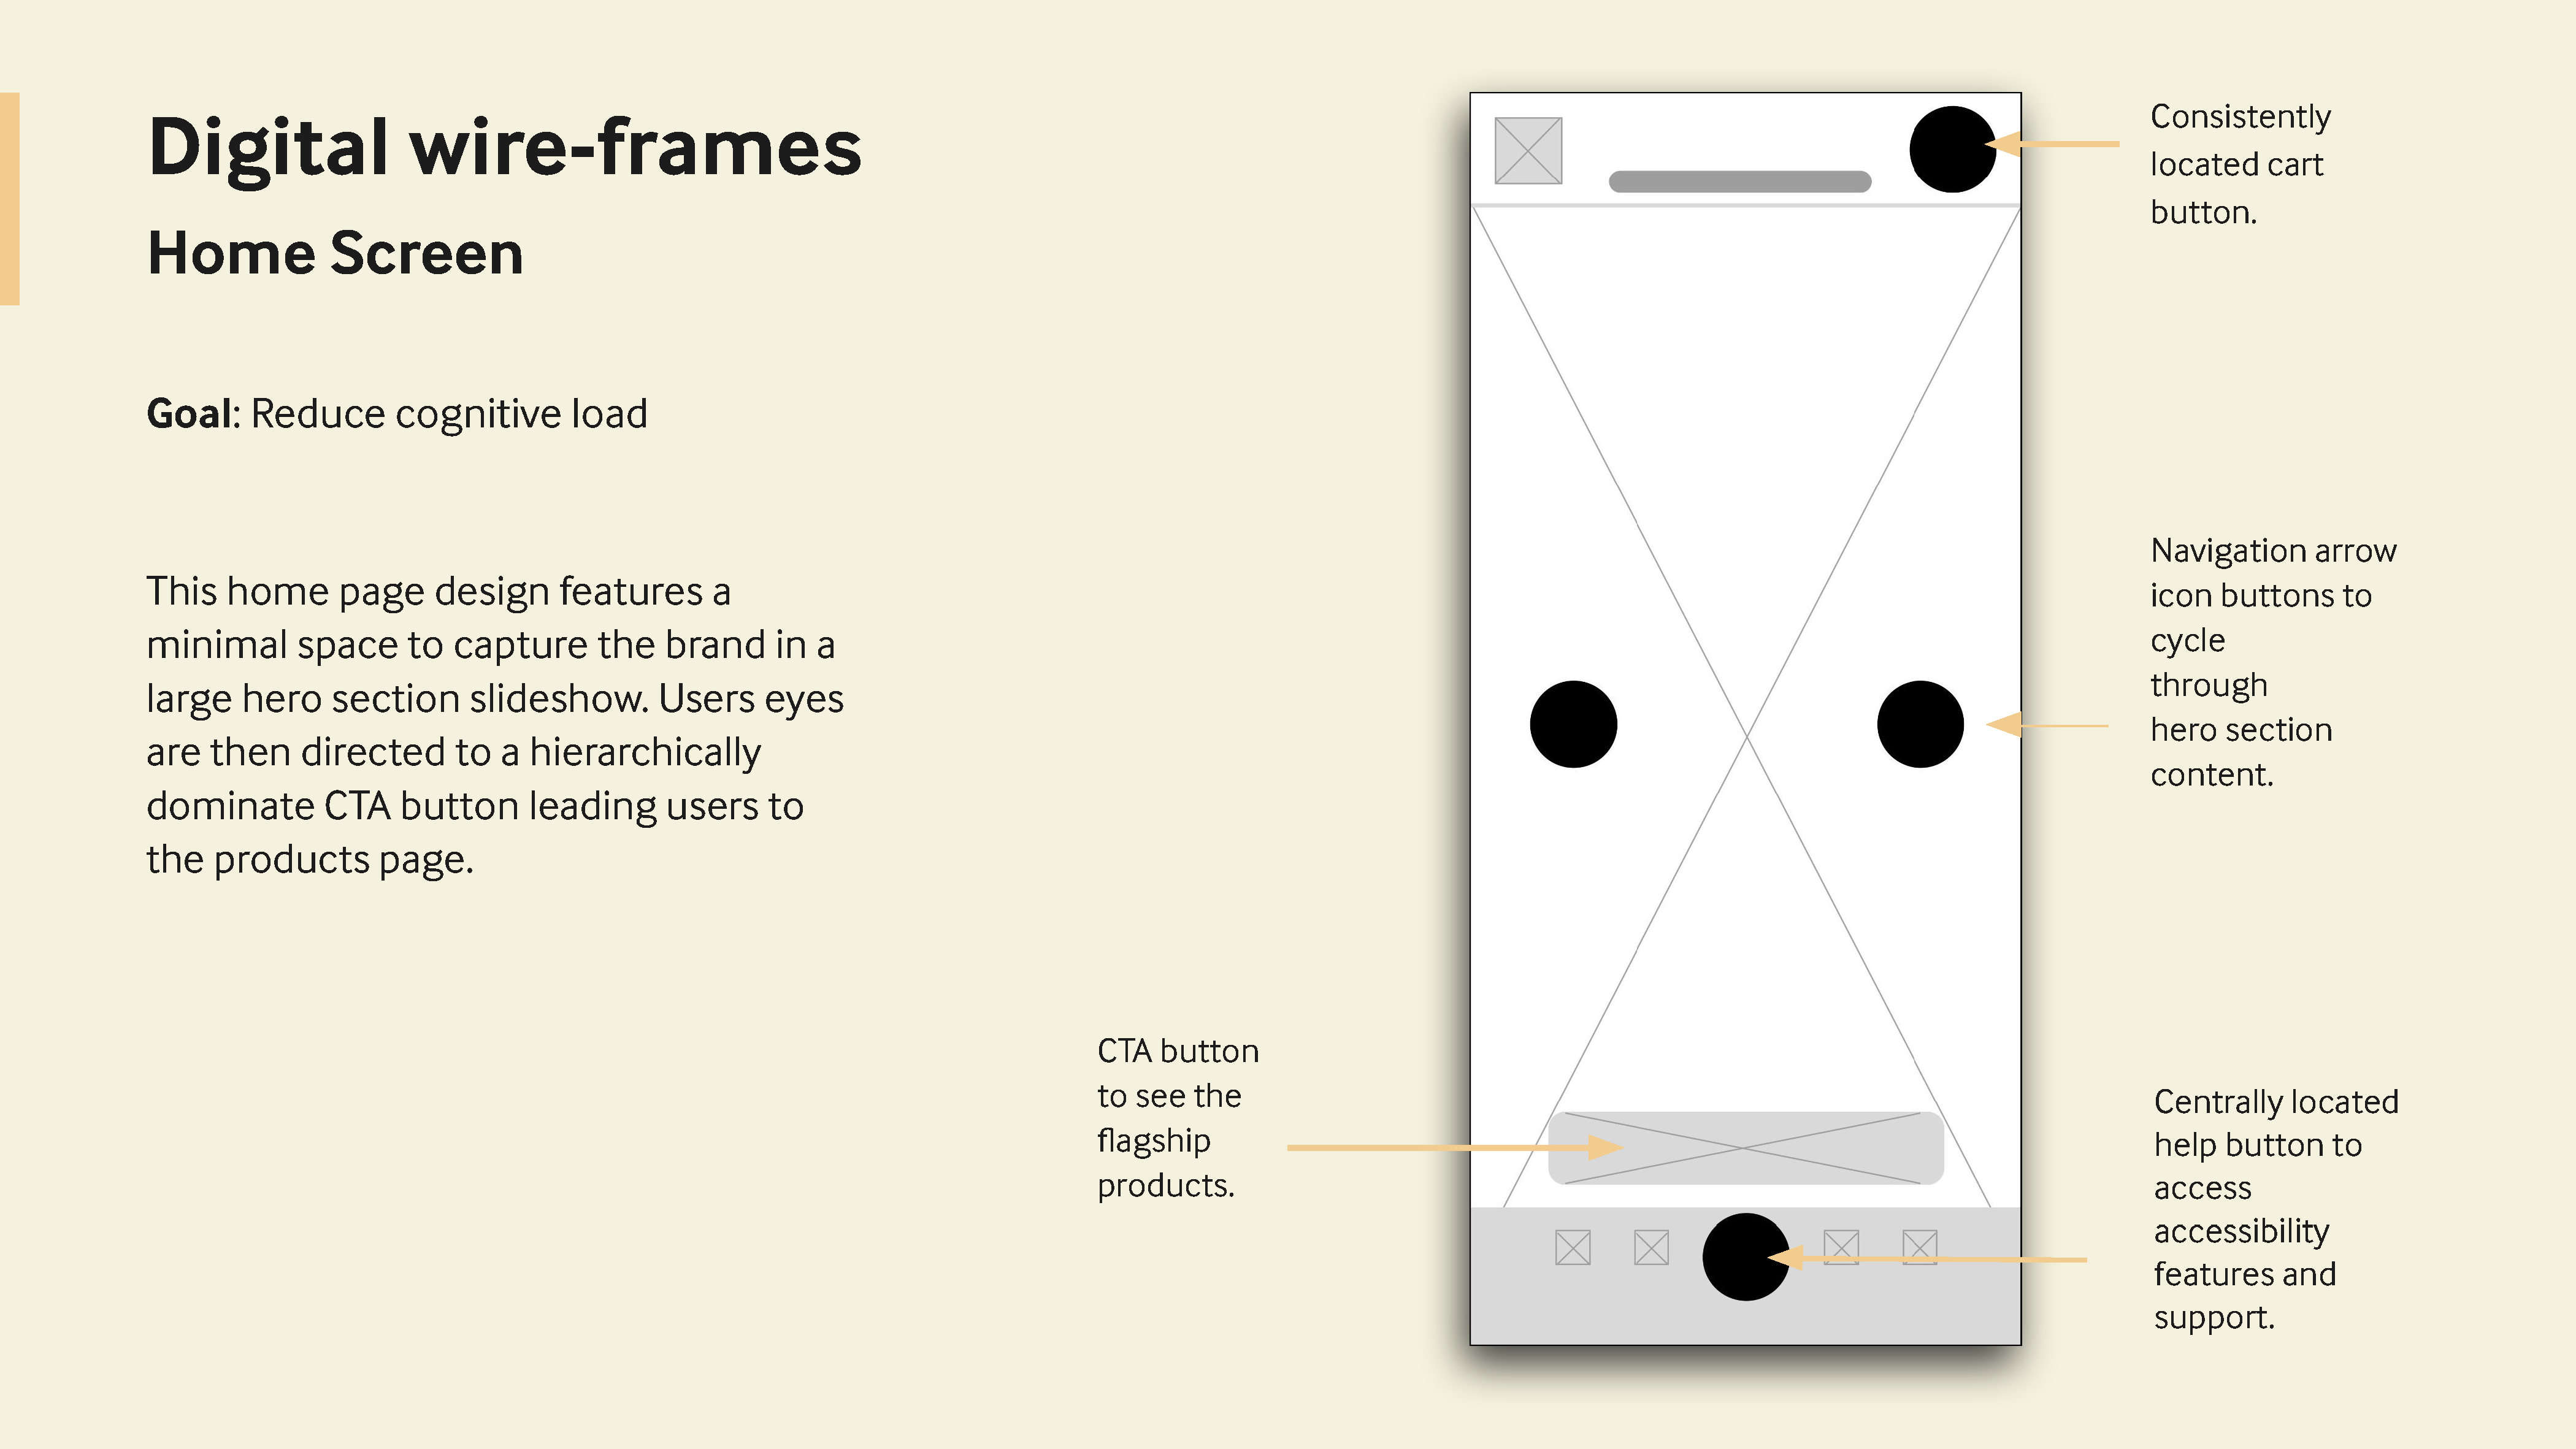 Digital wire-frames
Home Screen
Goal: Reduce cognitive load
This home page design features a
minimal space to capture the brand in a
large hero section slideshow. Users eyes
are then directed to a hierarchically
dominate CTA button leading users to
the products page.
CTA button
to see the
flagship
products.
Consistently
located cart
button.
Navigation arrow
icon buttons to
cycle
through
hero section
content.
Centrally located
help button to
access
accessibility
features and
support.